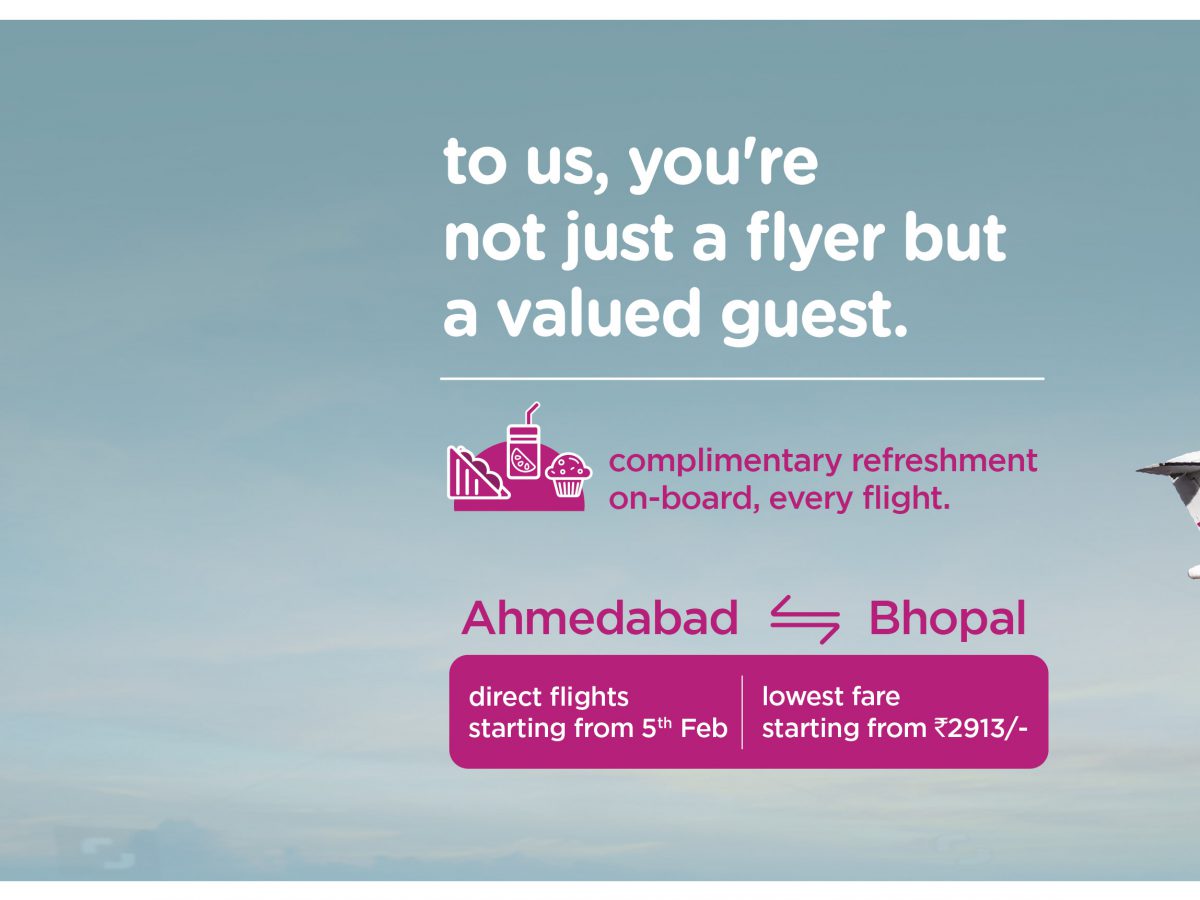 to us, you're
not just a flyer but
a valued guest.
complimentary refreshment
on-board, every flight.
Ahmedabad ⇋ Bhopal
direct flights
starting from 5th Feb
lowest fare
starting from ₹2913/-